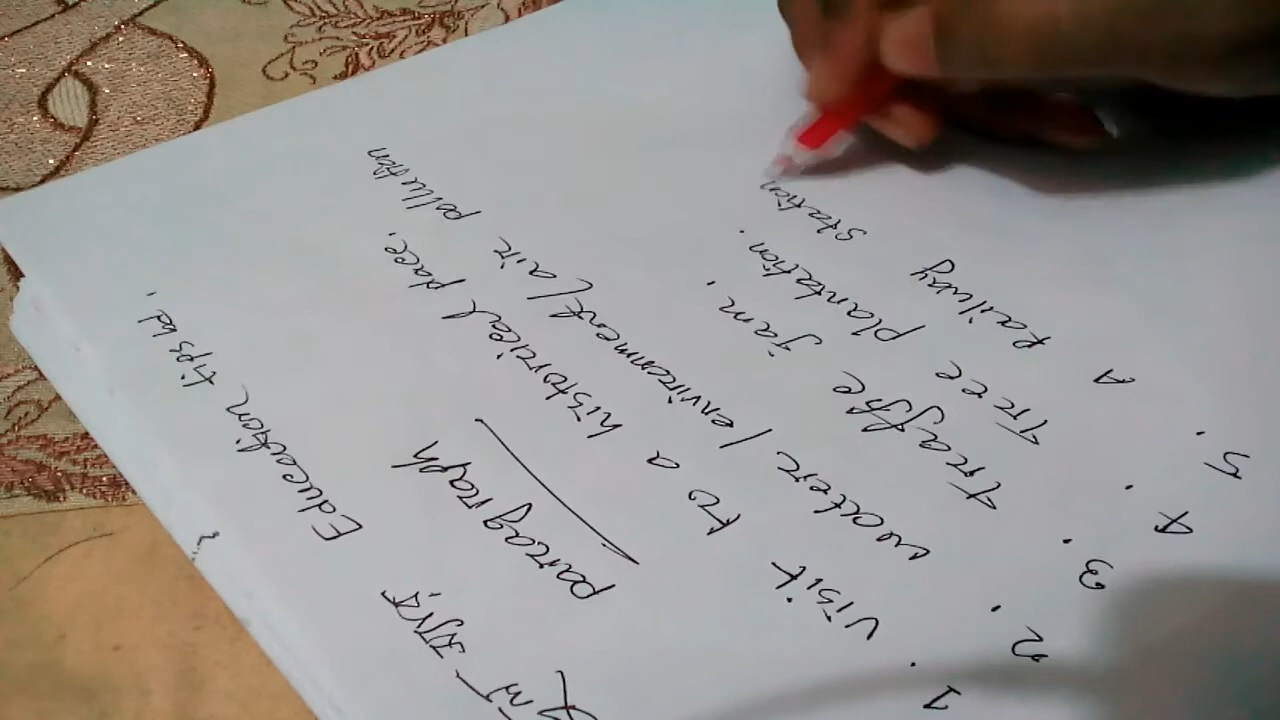 Education tips bd.
paragraph
1. visit to a historical place.
2. water / environment / air pollution
3. traffic jam.
4. Tree plantation.
5. A Railway Station